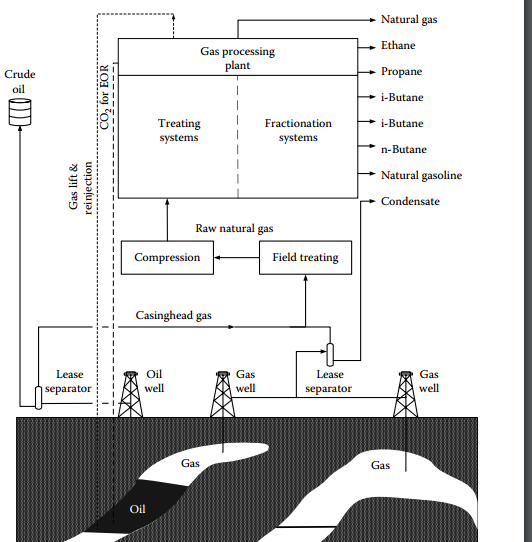 Natural gas
Gas processing
plant
Ethane
Propane
Crude
oil
CO2 for EOR
i-Butane
Treating
systems
Fractionation
systems
i-Butane
n-Butane
Gas lift &
reinjection
Natural gasoline
Condensate
Raw natural gas
Compression
Field treating
Casinghead gas
Lease
separator
Oil
well
Gas
well
Lease
separator
Gas
well
Gas
Gas
Oil